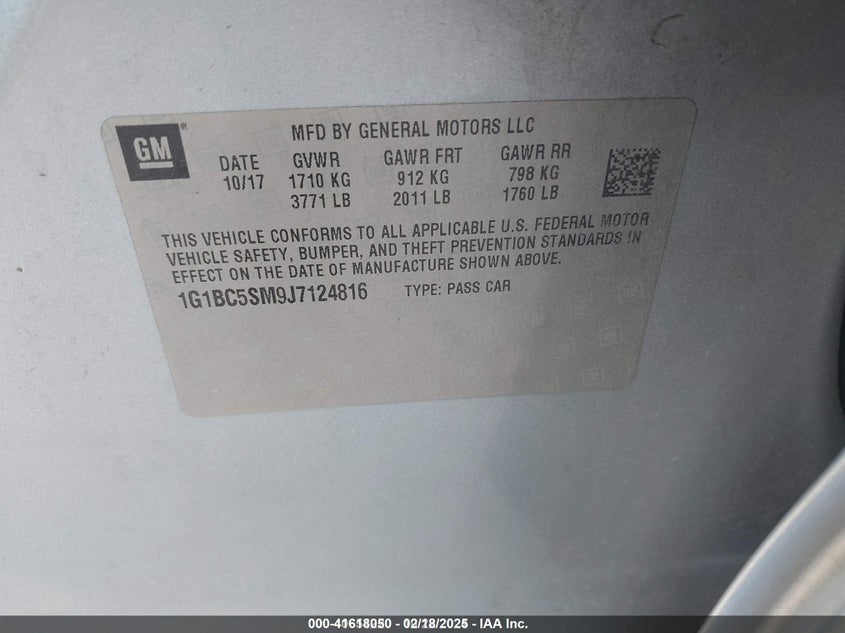 GM®
MFD BY GENERAL MOTORS LLC
DATE GVWR GAWR FRT GAWR RR
10/17 1710 KG 912 KG 798 KG
3771 LB 2011 LB 1760 LB
THIS VEHICLE CONFORMS TO ALL APPLICABLE U.S. FEDERAL MOTOR
VEHICLE SAFETY, BUMPER, AND THEFT PREVENTION STANDARDS IN
EFFECT ON THE DATE OF MANUFACTURE SHOWN ABOVE.
1G1BC5SM9J7124816 TYPE: PASS CAR
000-41618050 - 02/18/2025 - IAA Inc.